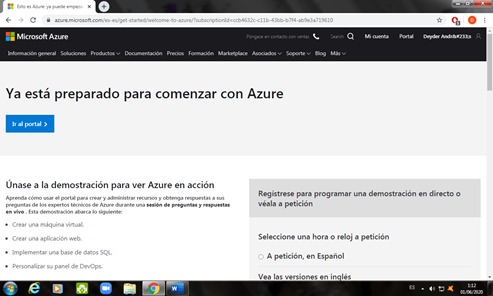 Esto es Azure: ya puede empeza
azure.microsoft.com/es-es/get-started/welcome-to-azure/?subscriptionId=ccb4632c-c11b-43bb-b7f4-ab9e3a719610
Microsoft Azure
Póngase en contacto con ventas
Search
Mi cuenta
Portal
Deyder Andr&#233;s
Información general
Soluciones
Productos
Documentación
Precios
Formación
Marketplace
Asociados
Soporte
Blog
Más
Ya está preparado para comenzar con Azure
Ir al portal
Únase a la demostración para ver Azure en acción
Aprenda cómo usar el portal para crear y administrar recursos y obtenga respuestas a sus
preguntas de los expertos técnicos de Azure durante una sesión de preguntas y respuestas
en vivo . Esta demostración abarca lo siguiente:
• Crear una máquina virtual.
• Crear una aplicación web.
• Implementar una base de datos SQL.
• Personalizar su panel de DevOps.
Regístrese para programar una demostración en directo o
véala a petición
Seleccione una hora o reloj a petición
A petición, en Español
Vea las versiones en inglés
ES
1:12
01/06/2020